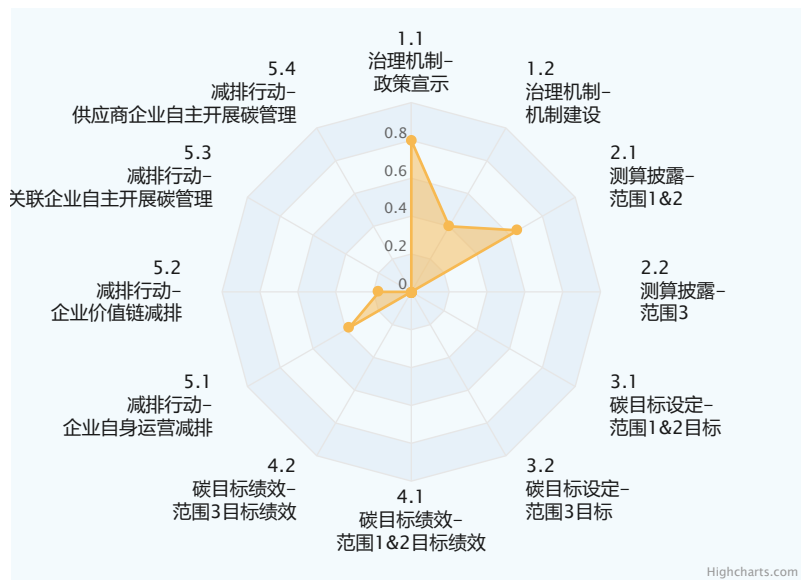 1.1
治理机制–
政策宣示
1.2
治理机制–
机制建设
2.1
测算披露–
范围1&2
2.2
测算披露–
范围3
3.1
碳目标设定–
范围1&2目标
3.2
碳目标设定–
范围3目标
4.1
碳目标绩效–
范围1&2目标绩效
4.2
碳目标绩效–
范围3目标绩效
5.1
减排行动–
企业自身运营减排
5.2
减排行动–
企业价值链减排
5.3
减排行动–
关联企业自主开展碳管理
5.4
减排行动–
供应商企业自主开展碳管理
0.8
0.6
0.4
0.2
0
Highcharts.com